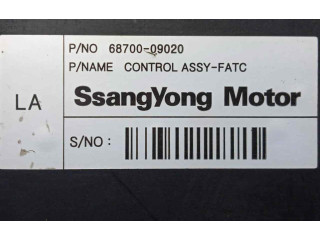 P/NO 68700-09020
P/NAME CONTROL ASSY-FATC
LA
SsangYong Motor
S/NO :